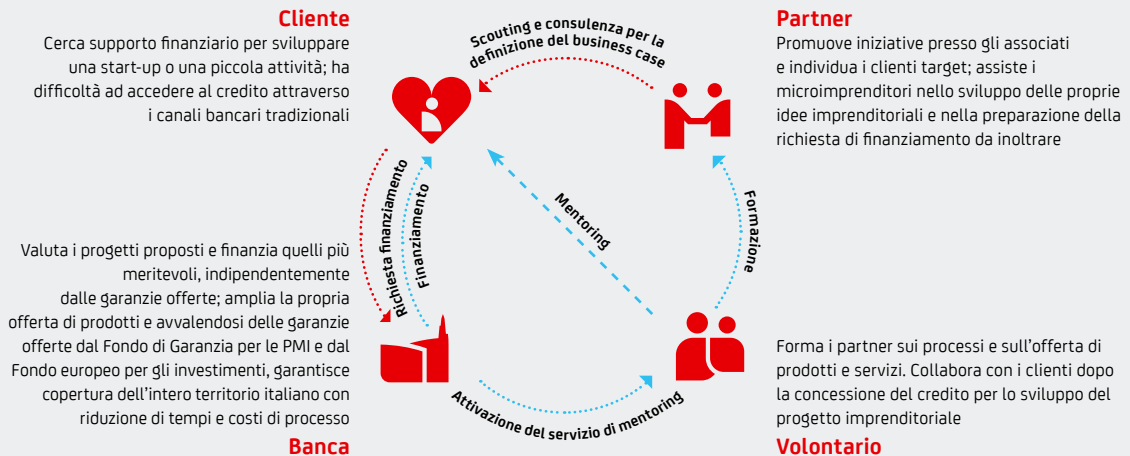 Cliente
Cerca supporto finanziario per sviluppare
una start-up o una piccola attività; ha
difficoltà ad accedere al credito attraverso
i canali bancari tradizionali
Scouting e consulenza per la
definizione del business case
Partner
Promuove iniziative presso gli associati
e individua i clienti target; assiste i
microimprenditori nello sviluppo delle proprie
idee imprenditoriali e nella preparazione della
richiesta di finanziamento da inoltrare
Richiesta finanziamento
Finanziamento
Mentoring
Formazione
Valuta i progetti proposti e finanzia quelli più
meritevoli, indipendentemente
dalle garanzie offerte; amplia la propria
offerta di prodotti e avvalendosi delle garanzie
offerte dal Fondo di Garanzia per le PMI e dal
Fondo europeo per gli investimenti, garantisce
copertura dell'intero territorio italiano con
riduzione di tempi e costi di processo
Banca
Attivazione del servizio di mentoring
Forma i partner sui processi e sull'offerta di
prodotti e servizi. Collabora con i clienti dopo
la concessione del credito per lo sviluppo del
progetto imprenditoriale
Volontario